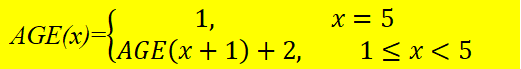 AGE(x)={ 1, x = 5
AGE(x + 1) + 2, 1 ≤ x < 5